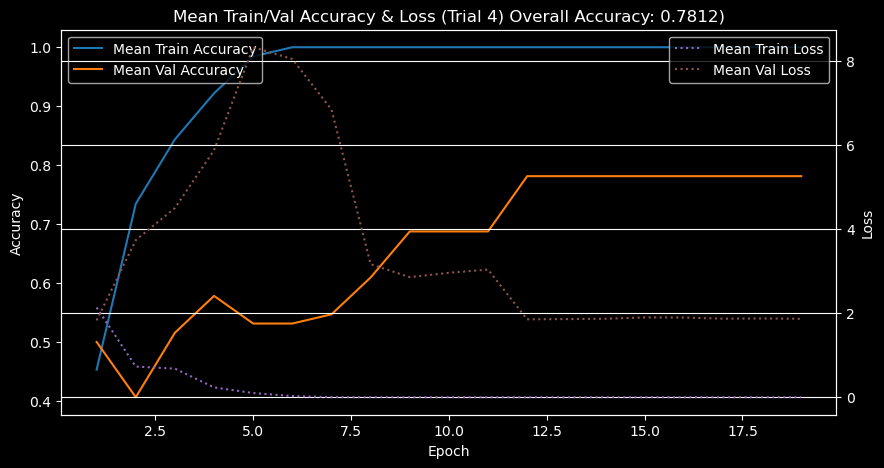 Mean Train/Val Accuracy & Loss (Trial 4) Overall Accuracy: 0.7812)
Mean Train Accuracy
Mean Val Accuracy
Mean Train Loss
Mean Val Loss
1.0
0.9
0.8
0.7
0.6
0.5
0.4
Accuracy
8
6
4
2
0
Loss
2.5
5.0
7.5
10.0
12.5
15.0
17.5
Epoch